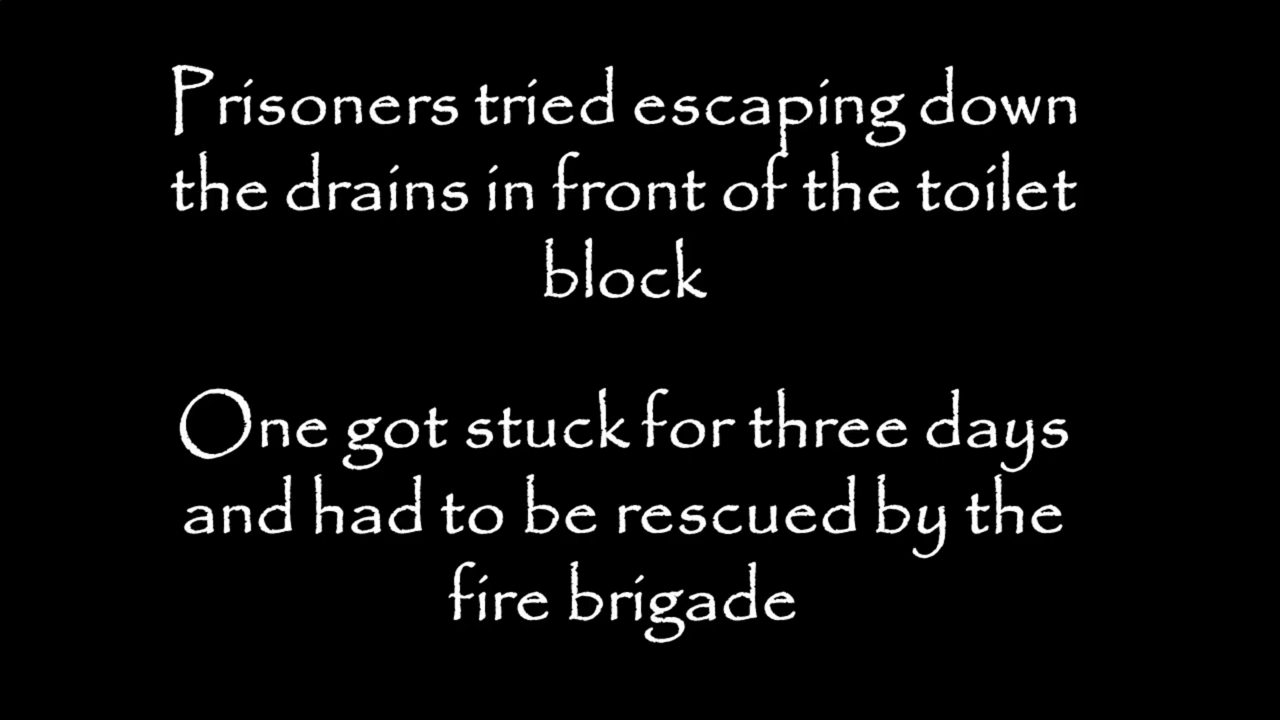 Prisoners tried escaping down
the drains in front of the toilet
block
One got stuck for three days
and had to be rescued by the
fire brigade